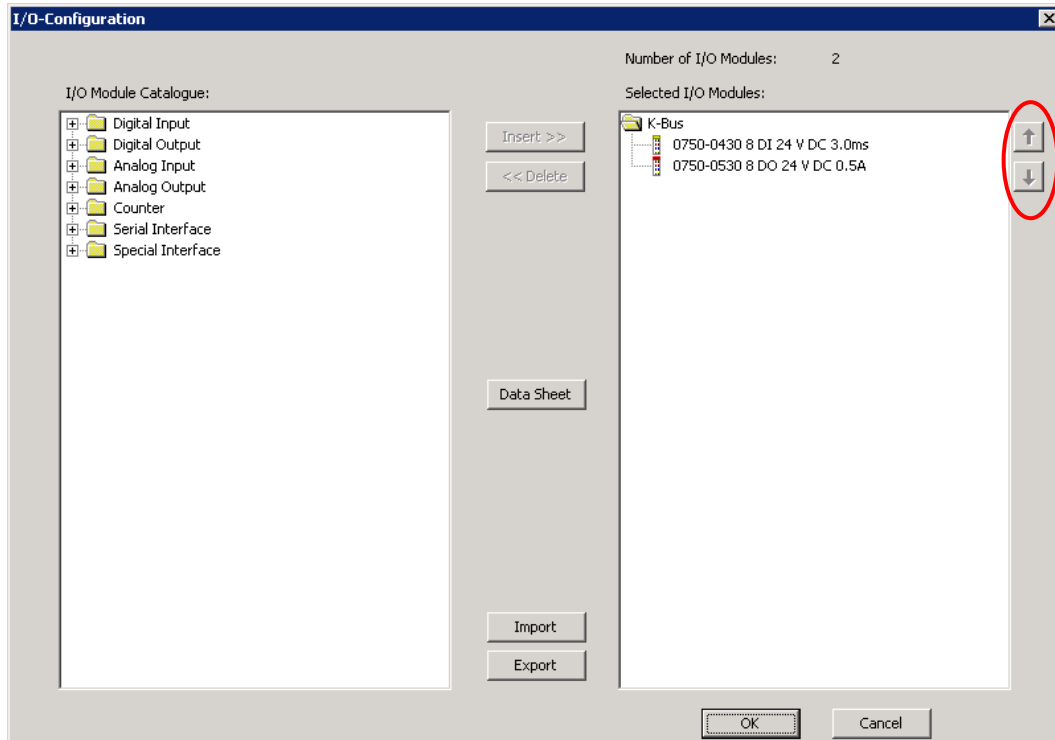 I/O-Configuration
Number of I/O Modules: 2
I/O Module Catalogue:
Selected I/O Modules:
Digital Input
Digital Output
Analog Input
Analog Output
Counter
Serial Interface
Special Interface
Insert >>
<< Delete
Data Sheet
Import
Export
K-Bus
0750-0430 8 DI 24 V DC 3.0ms
0750-0530 8 DO 24 V DC 0.5A
OK
Cancel